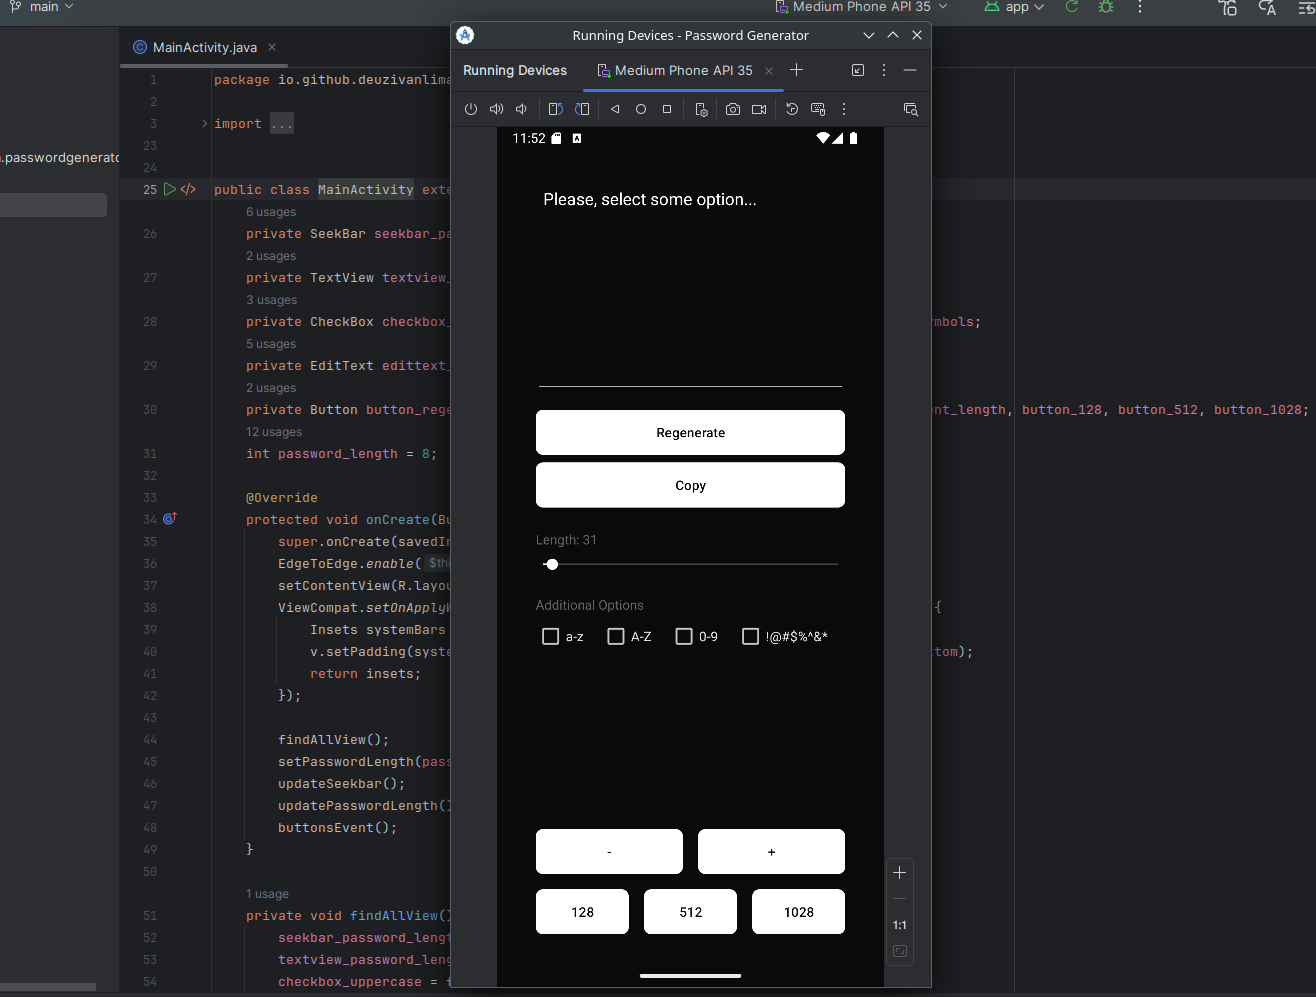 main
Medium Phone API 35
app
MainActivity.java
Running Devices - Password Generator
Running Devices
Medium Phone API 35
11:52
Please, select some option...
Regenerate
Copy
Length: 31
Additional Options
a-z
A-Z
0-9
!@#$%^&*
-
+
128
512
1028
1:1
.passwordgenerato
1 package io.github.deuzivanlima
2
3 import ...
23
24
25 public class MainActivity exte
6 usages
26 private SeekBar seekbar_pa
2 usages
27 private TextView textview_
3 usages
28 private CheckBox checkbox_ mbols;
5 usages
29 private EditText edittext_
2 usages
30 private Button button_rege nt_length, button_128, button_512, button_1028;
12 usages
31 int password_length = 8;
32
33 @Override
34 protected void onCreate(Bu
35 super.onCreate(savedIn
36 EdgeToEdge.enable( $thi
37 setContentView(R.layou
38 ViewCompat.setOnApplyW {
39 Insets systemBars
40 v.setPadding(syste tom);
41 return insets;
42 });
43
44 findAllView();
45 setPasswordLength(pass
46 updateSeekbar();
47 updatePasswordLength()
48 buttonsEvent();
49 }
50
1 usage
51 private void findAllView()
52 seekbar_password_lengt
53 textview_password_leng
54 checkbox_uppercase = f